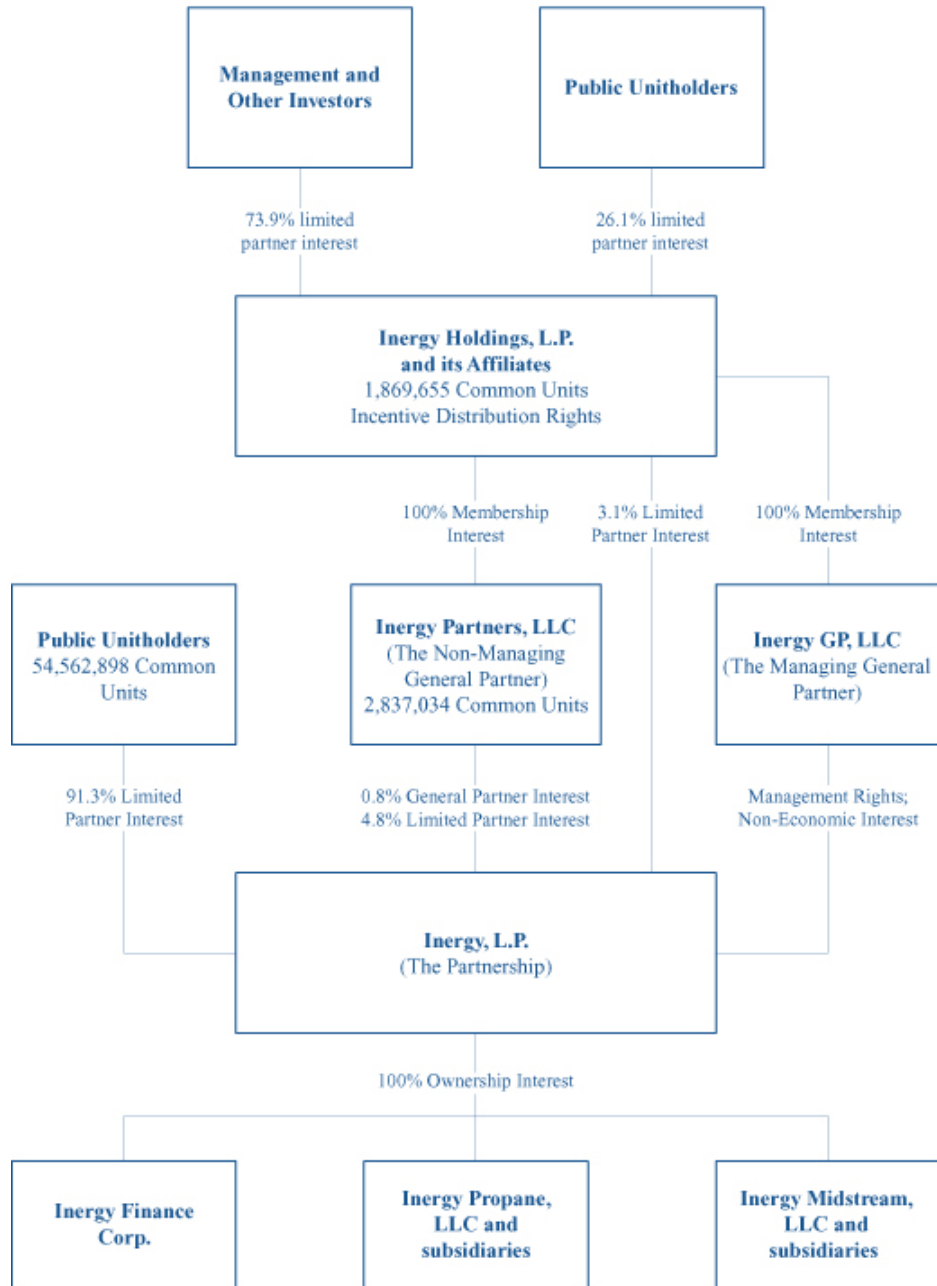 Management and
Other Investors
Public Unitholders
73.9% limited
partner interest
26.1% limited
partner interest
Inergy Holdings, L.P.
and its Affiliates
1,869,655 Common Units
Incentive Distribution Rights
100% Membership
Interest
3.1% Limited
Partner Interest
100% Membership
Interest
Public Unitholders
54,562,898 Common
Units
Inergy Partners, LLC
(The Non-Managing
General Partner)
2,837,034 Common Units
Inergy GP, LLC
(The Managing General
Partner)
91.3% Limited
Partner Interest
0.8% General Partner Interest
4.8% Limited Partner Interest
Management Rights;
Non-Economic Interest
Inergy, L.P.
(The Partnership)
100% Ownership Interest
Inergy Finance
Corp.
Inergy Propane,
LLC and
subsidiaries
Inergy Midstream,
LLC and
subsidiaries